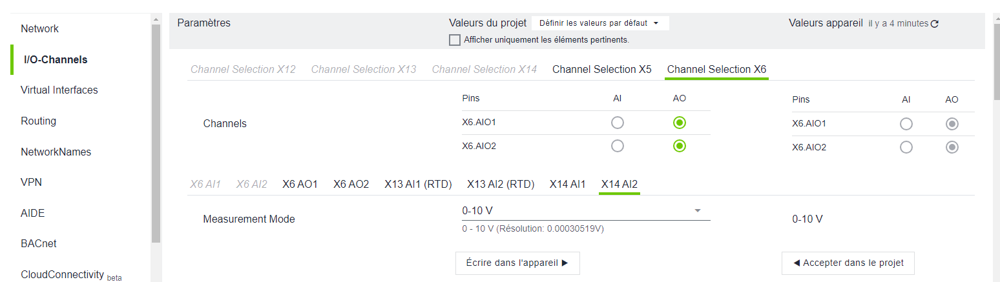 Network
I/O-Channels
Virtual Interfaces
Routing
NetworkNames
VPN
AIDE
BACnet
CloudConnectivity beta
Paramètres
Valeurs du projet Définir les valeurs par défaut
Valeurs appareil il y a 4 minutes
Afficher uniquement les éléments pertinents.
Channel Selection X12 Channel Selection X13 Channel Selection X14 Channel Selection X5 Channel Selection X6
Pins AI AO Pins AI AO
Channels
X6.AIO1 X6.AIO1
X6.AIO2 X6.AIO2
X6 AI1 X6 AI2 X6 AO1 X6 AO2 X13 AI1 (RTD) X13 AI2 (RTD) X14 AI1 X14 AI2
Measurement Mode
0-10 V
0 - 10 V (Résolution: 0.00030519V)
0-10 V
Écrire dans l'appareil ▶
◀ Accepter dans le projet